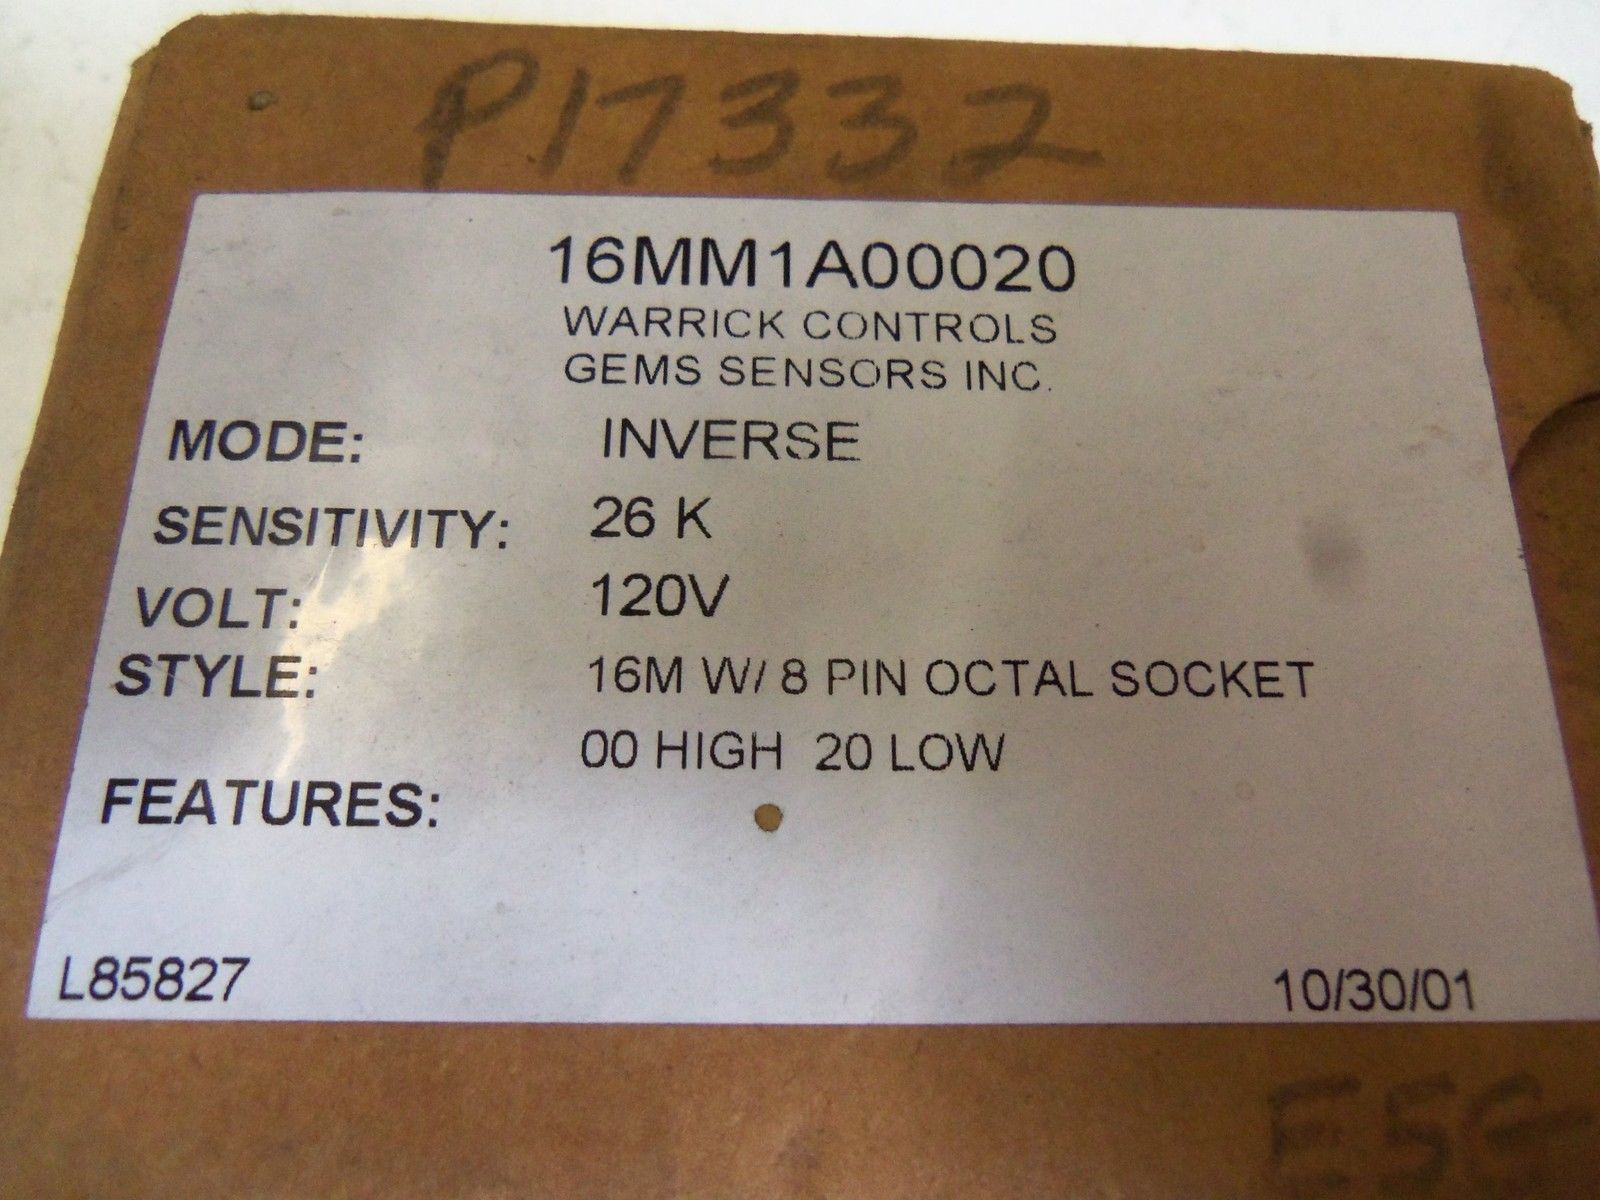 P17332
16MM1A00020
WARRICK CONTROLS
GEMS SENSORS INC.
MODE: INVERSE
SENSITIVITY: 26 K
VOLT: 120V
STYLE: 16M W/ 8 PIN OCTAL SOCKET
00 HIGH 20 LOW
FEATURES:
L85827 10/30/01